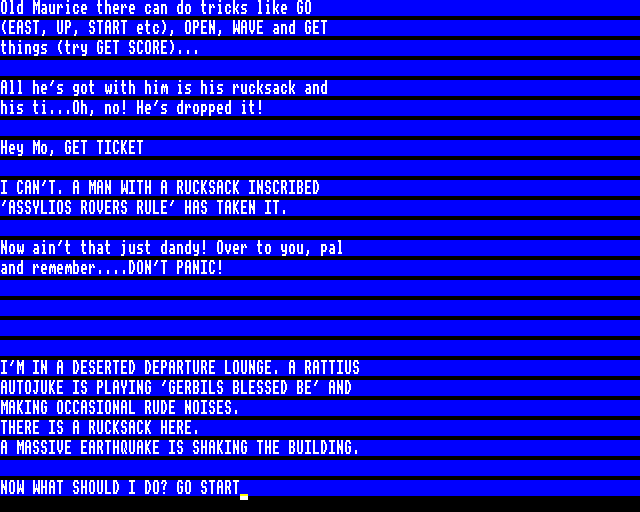 Old Maurice there can do tricks like GO
(EAST, UP, START etc), OPEN, WAVE and GET
things (try GET SCORE)...
All he's got with him is his rucksack and
his ti...Oh, no! He's dropped it!
Hey Mo, GET TICKET
I CAN'T. A MAN WITH A RUCKSACK INSCRIBED
'ASSYLIOS ROVERS RULE' HAS TAKEN IT.
Now ain't that just dandy! Over to you, pal
and remember....DON'T PANIC!
I'M IN A DESERTED DEPARTURE LOUNGE. A RATTIUS
AUTOJUKE IS PLAYING 'GERBILS BLESSED BE' AND
MAKING OCCASIONAL RUDE NOISES.
THERE IS A RUCKSACK HERE.
A MASSIVE EARTHQUAKE IS SHAKING THE BUILDING.
NOW WHAT SHOULD I DO? GO START